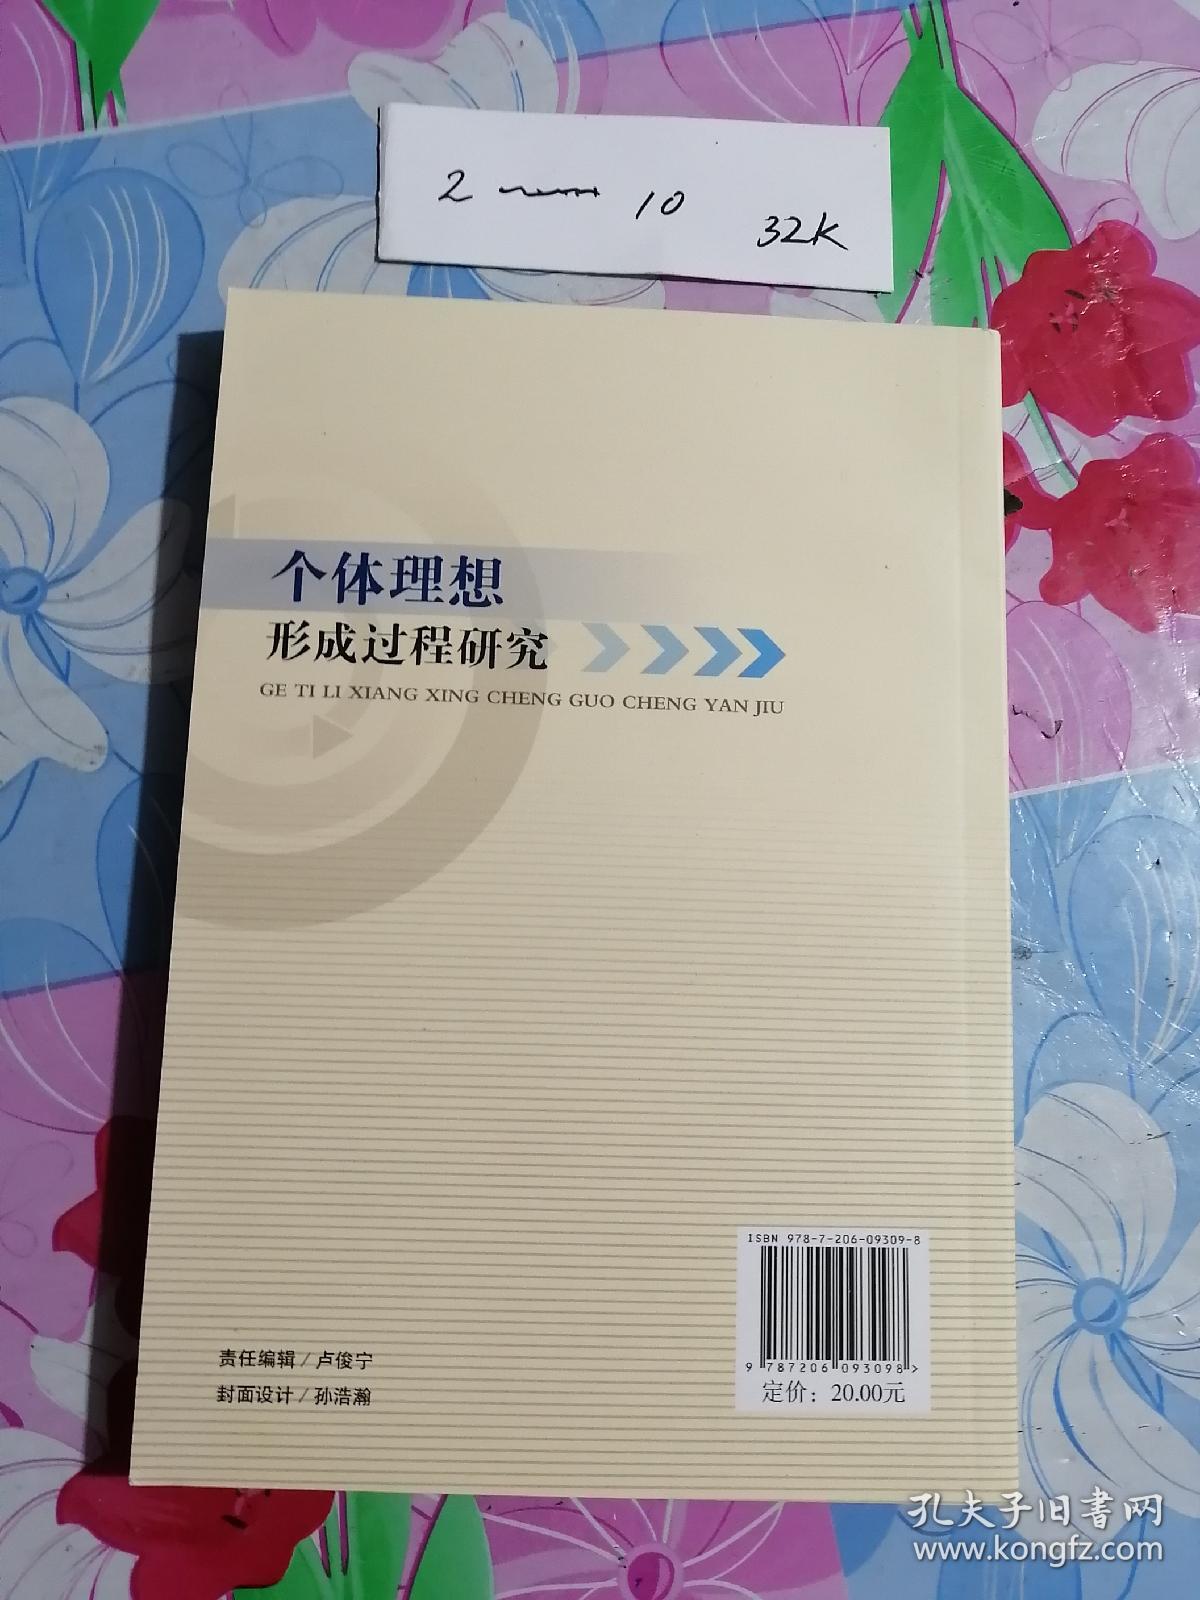 2 ~ 10
32K
个体理想
形成过程研究
GE TI LI XIANG XING CHENG GUO CHENG YAN JIU
ISBN 978-7-206-09309-8
9 787206 093098 >
定价：20.00元
责任编辑/卢俊宁
封面设计/孙浩瀚
孔夫子旧書网
www.kongfz.com